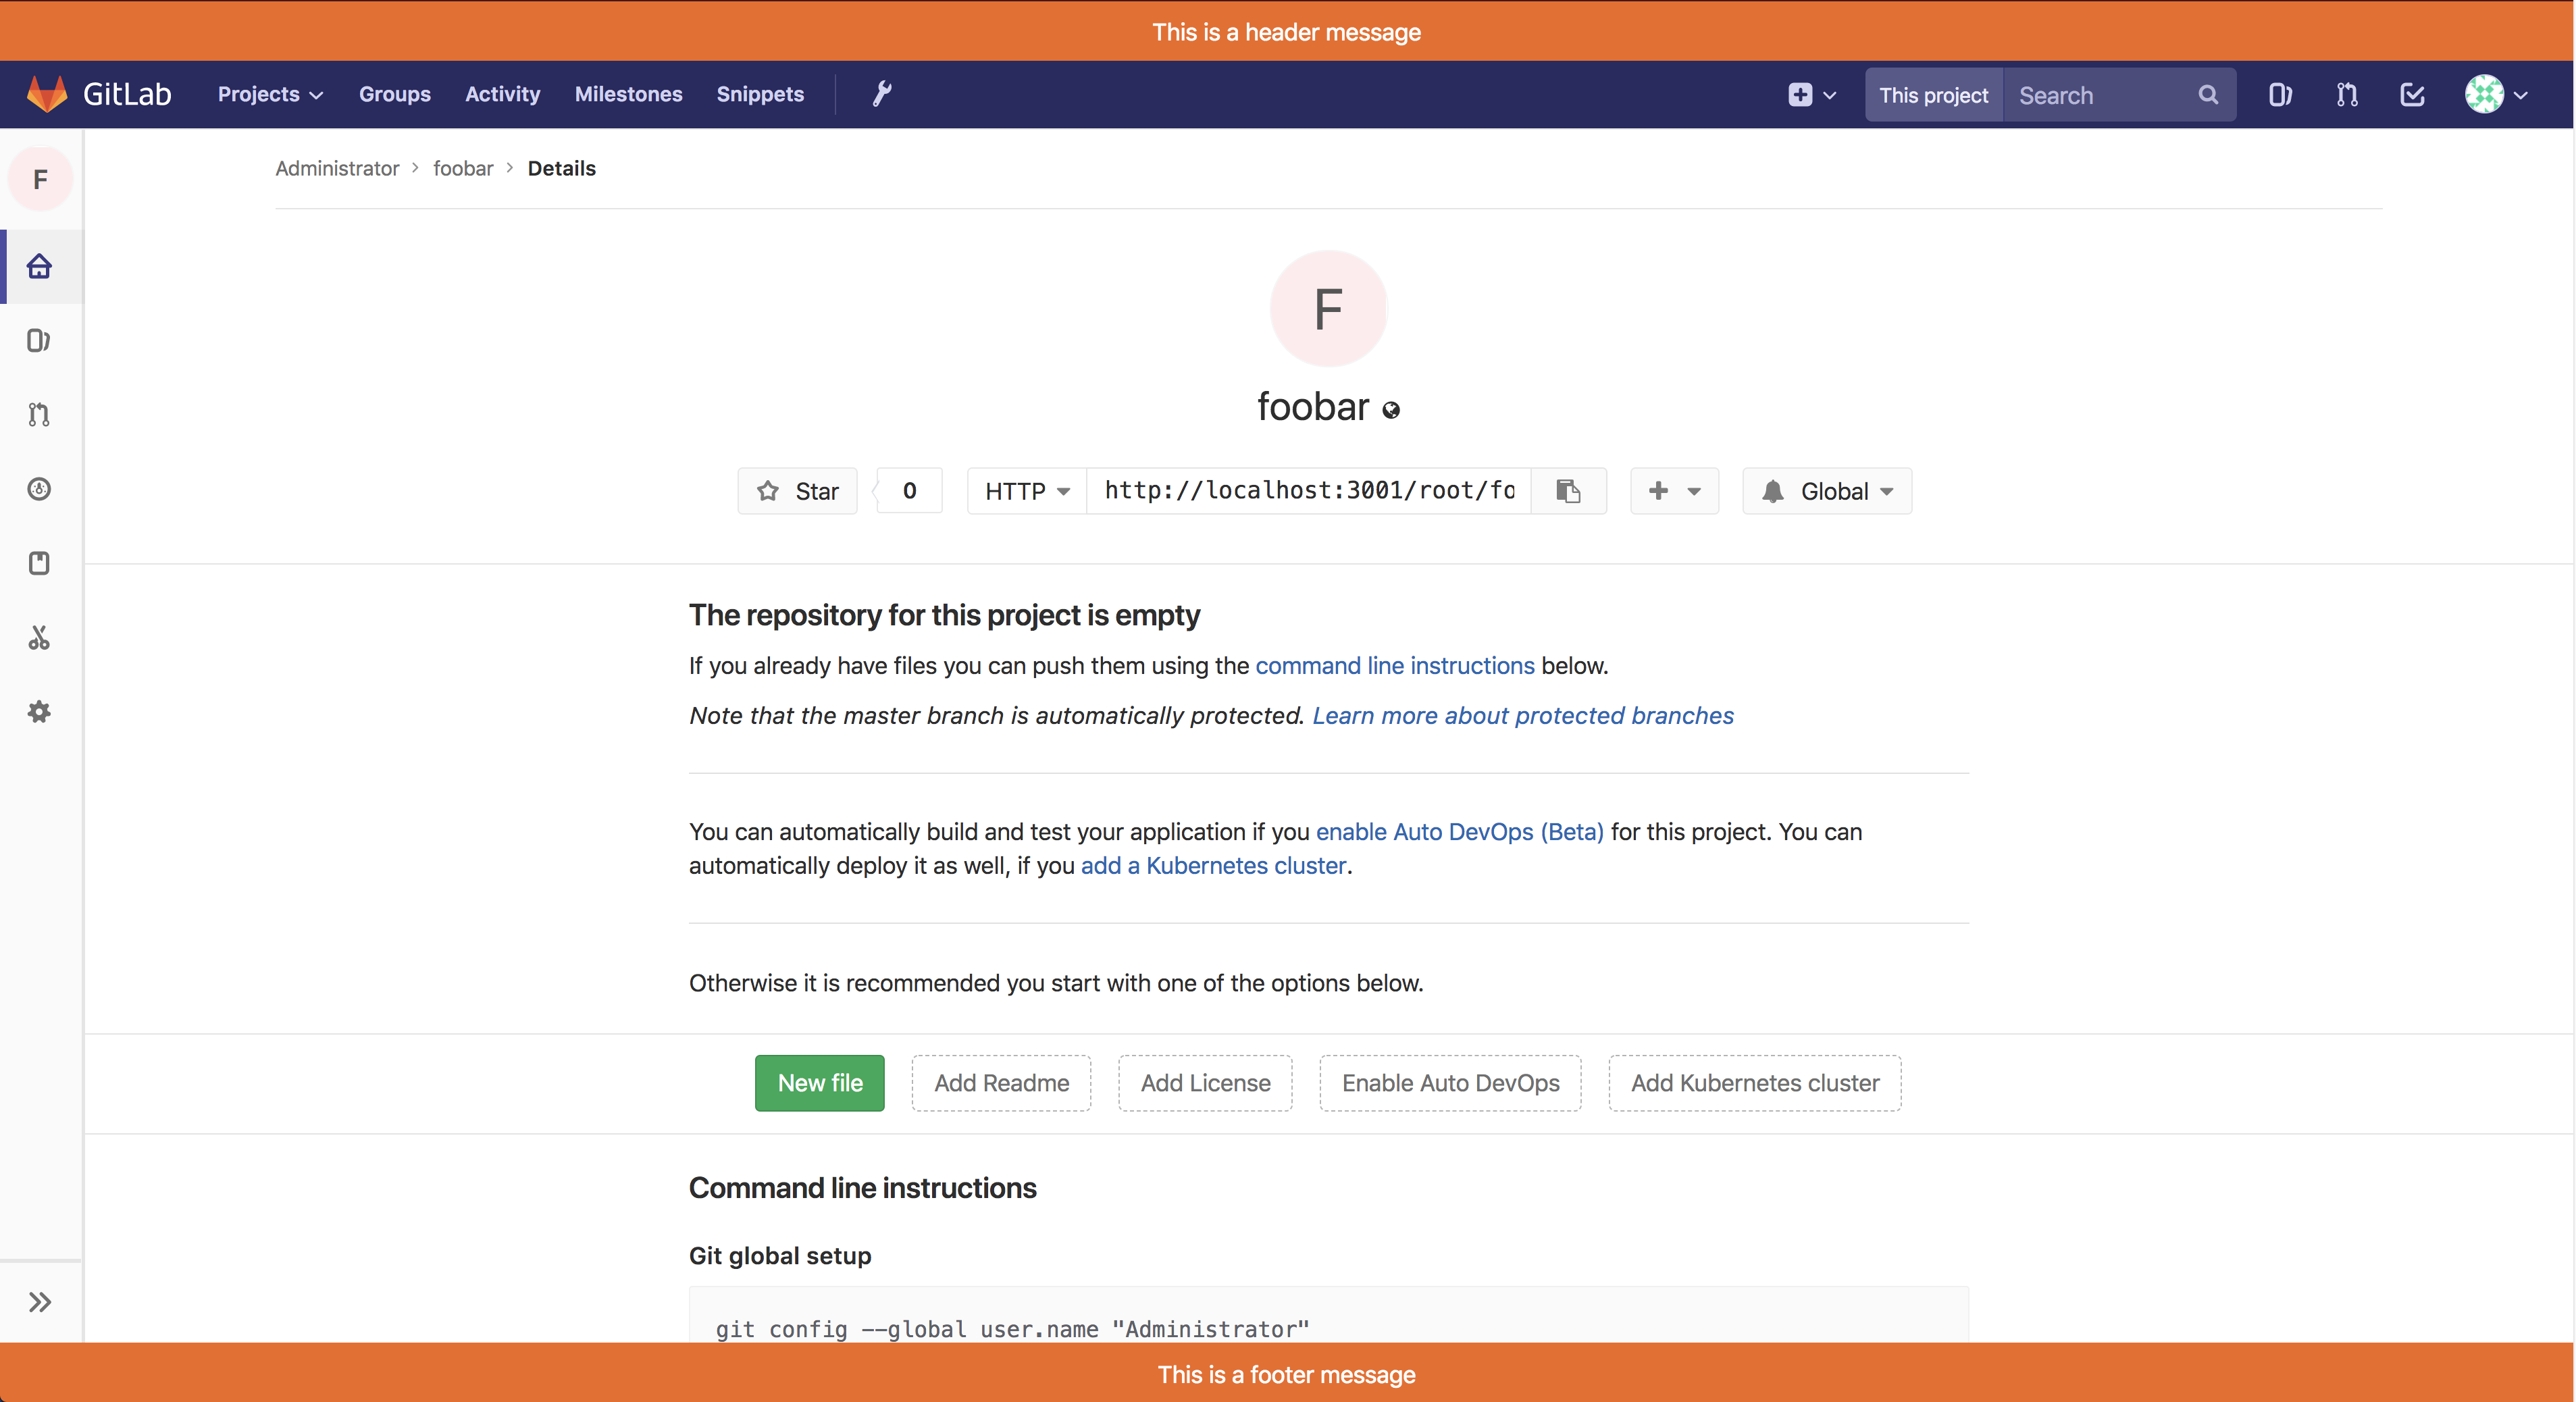 This is a header message
GitLab Projects Groups Activity Milestones Snippets This project Search
F
Administrator > foobar > Details
F
foobar
Star 0 HTTP http://localhost:3001/root/fo Global
The repository for this project is empty
If you already have files you can push them using the command line instructions below.
Note that the master branch is automatically protected. Learn more about protected branches
You can automatically build and test your application if you enable Auto DevOps (Beta) for this project. You can
automatically deploy it as well, if you add a Kubernetes cluster.
Otherwise it is recommended you start with one of the options below.
New file Add Readme Add License Enable Auto DevOps Add Kubernetes cluster
Command line instructions
Git global setup
git config --global user.name "Administrator"
This is a footer message